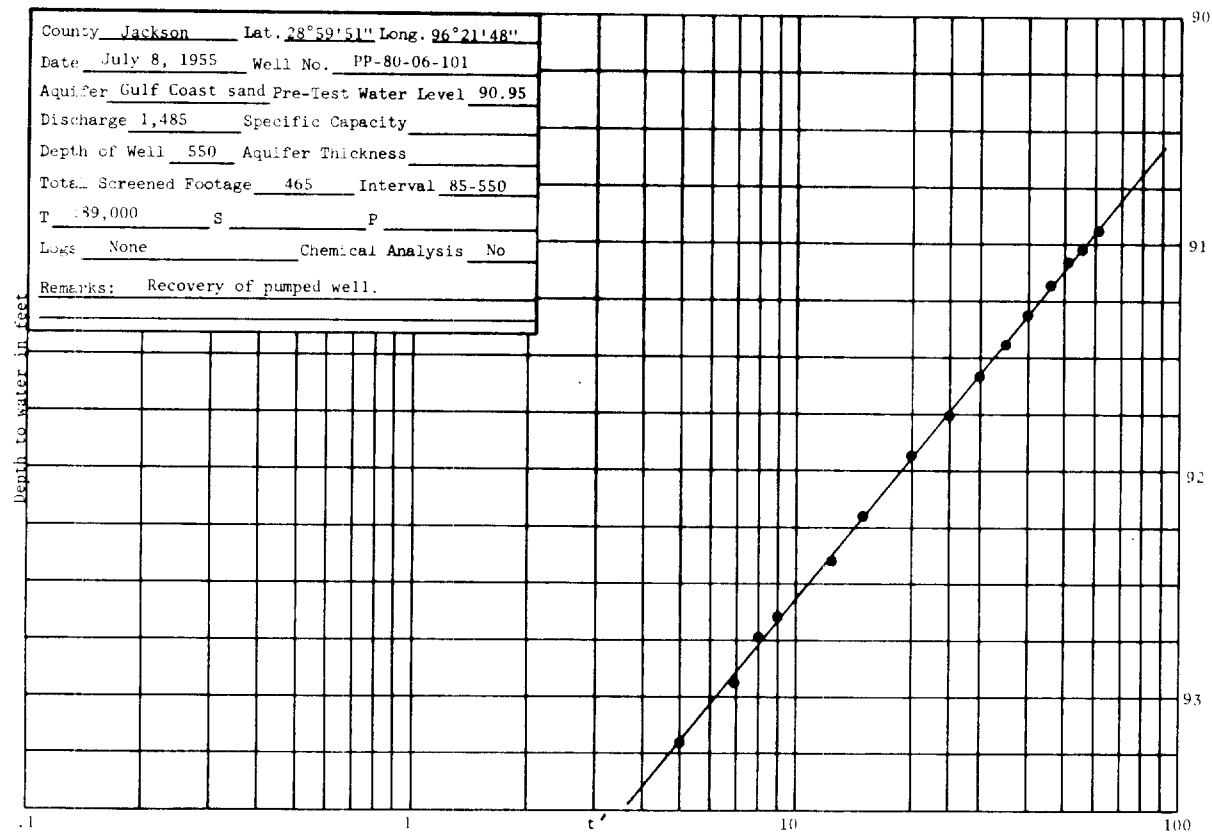 County Jackson Lat. 28°59'51" Long. 96°21'48"
Date July 8, 1955 Well No. PP-80-06-101
Aquifer Gulf Coast sand Pre-Test Water Level 90.95
Discharge 1,485 Specific Capacity
Depth of Well 550 Aquifer Thickness
Total Screened Footage 465 Interval 85-550
T 89,000 S P
Logs None Chemical Analysis No
Remarks: Recovery of pumped well.
Depth to water in feet
90
91
92
93
.1 1 t' 10 100